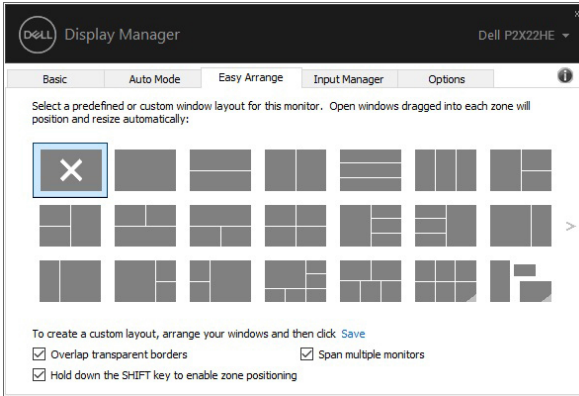 DELL Display Manager
Dell P2X22HE
Basic Auto Mode Easy Arrange Input Manager Options
Select a predefined or custom window layout for this monitor. Open windows dragged into each zone will
position and resize automatically:
To create a custom layout, arrange your windows and then click Save
Overlap transparent borders
Span multiple monitors
Hold down the SHIFT key to enable zone positioning